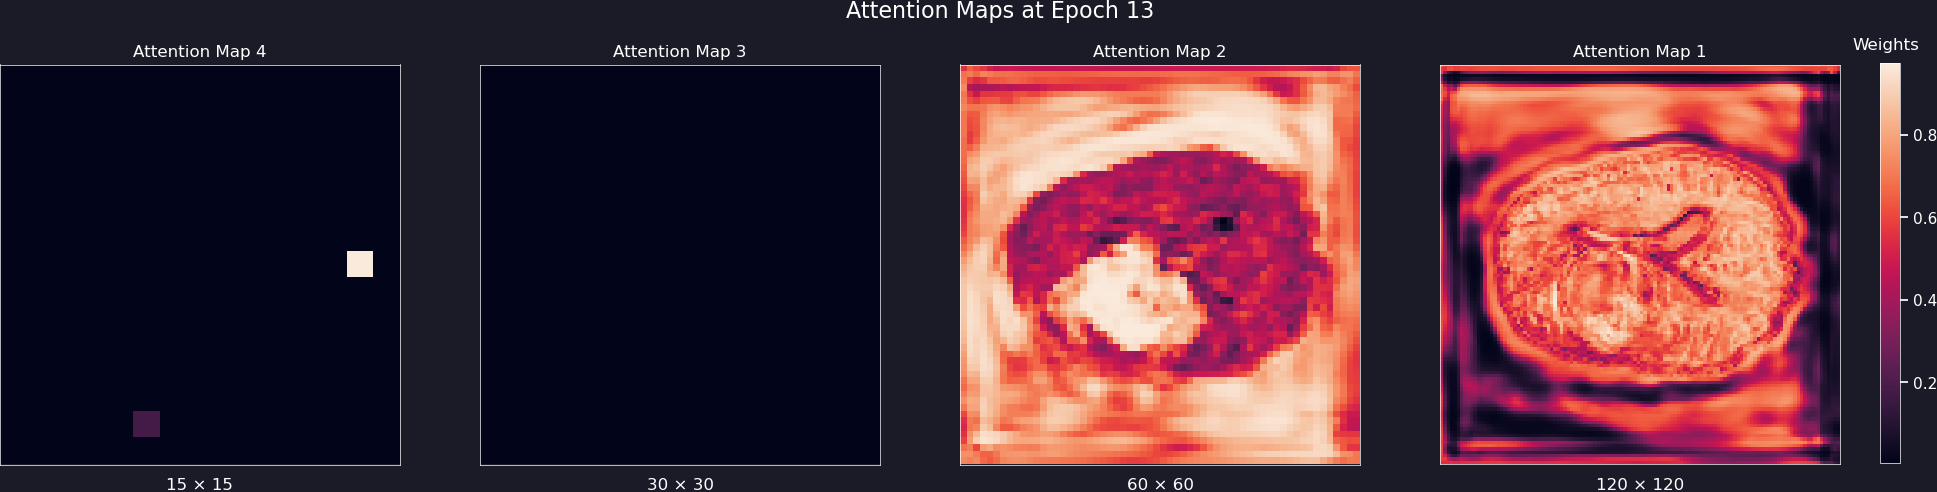 Attention Maps at Epoch 13
Attention Map 4
Attention Map 3
Attention Map 2
Attention Map 1
Weights
0.8
0.6
0.4
0.2
15 × 15
30 × 30
60 × 60
120 × 120